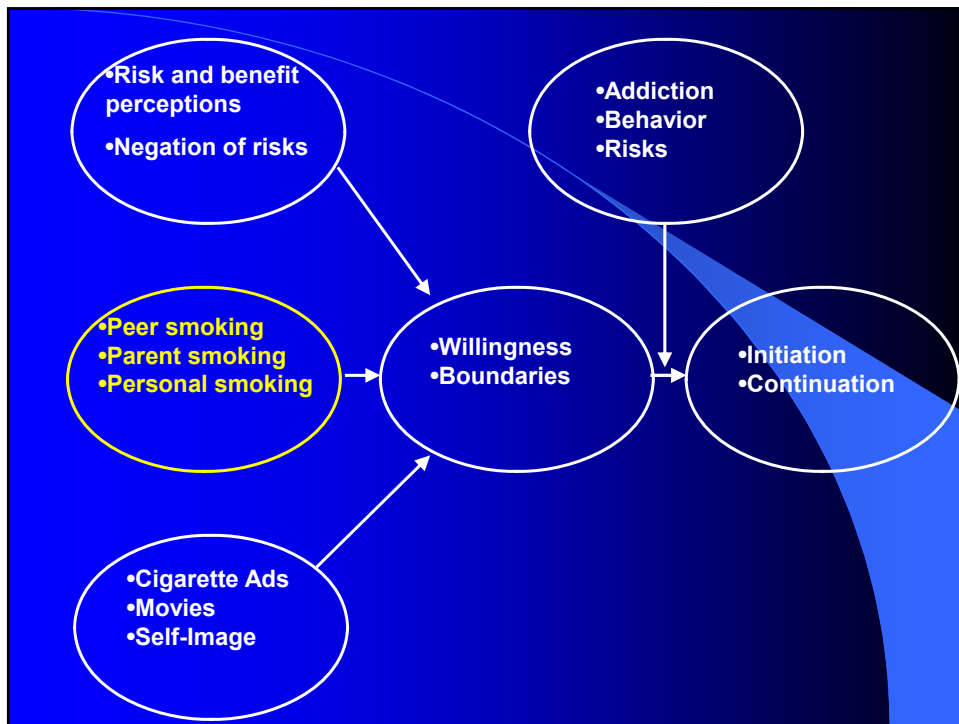 •Risk and benefit
perceptions
•Negation of risks
•Addiction
•Behavior
•Risks
•Peer smoking
•Parent smoking
•Personal smoking
•Willingness
•Boundaries
•Initiation
•Continuation
•Cigarette Ads
•Movies
•Self-Image